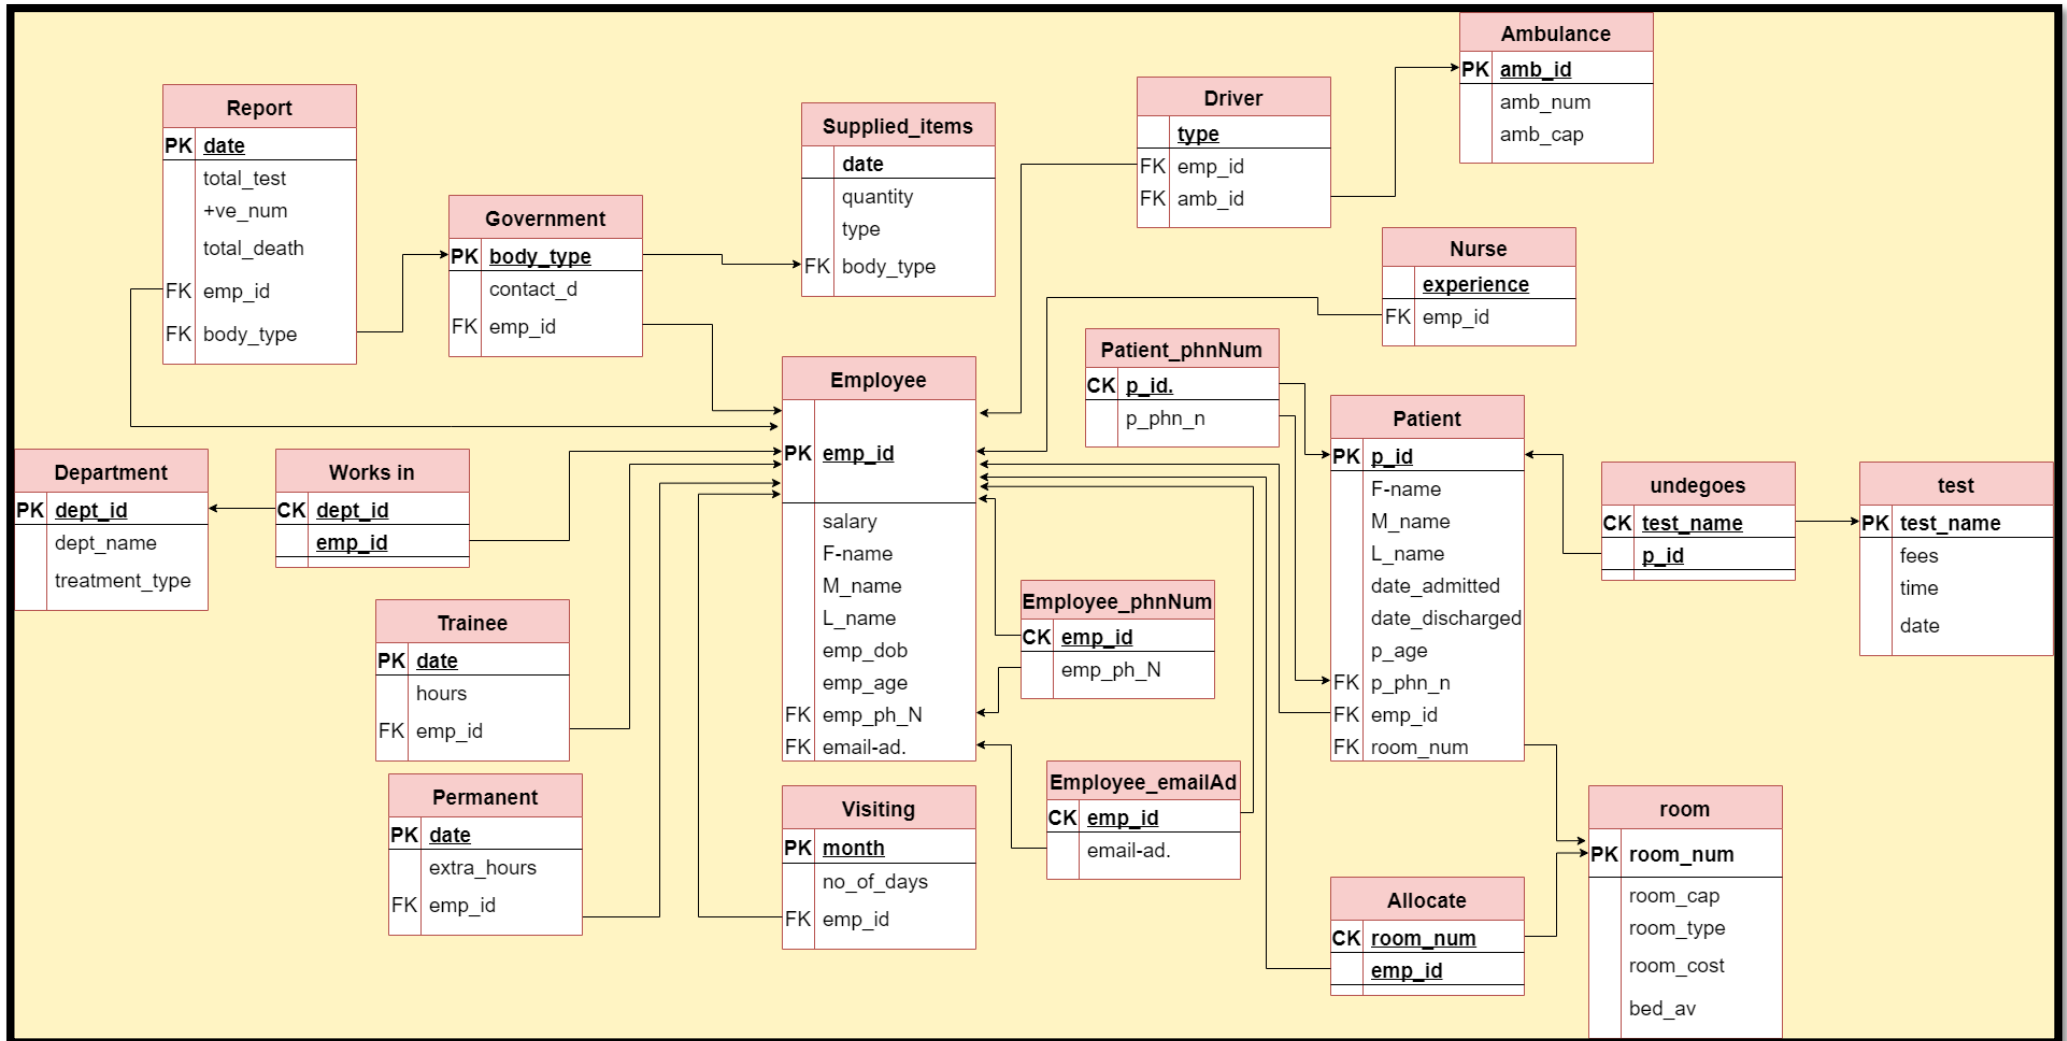 Report
PK date
total_test
+ve_num
total_death
FK emp_id
FK body_type
Government
PK body_type
contact_d
FK emp_id
Supplied_items
date
quantity
type
FK body_type
Driver
type
FK emp_id
FK amb_id
Ambulance
PK amb_id
amb_num
amb_cap
Nurse
experience
FK emp_id
Patient_phnNum
CK p_id.
p_phn_n
Employee
PK emp_id
salary
F-name
M_name
L_name
emp_dob
emp_age
FK emp_ph_N
FK email-ad.
Patient
PK p_id
F-name
M_name
L_name
date_admitted
date_discharged
p_age
FK p_phn_n
FK emp_id
FK room_num
Department
PK dept_id
dept_name
treatment_type
Works in
CK dept_id
emp_id
undegoes
CK test_name
p_id
test
PK test_name
fees
time
date
Trainee
PK date
hours
FK emp_id
Employee_phnNum
CK emp_id
emp_ph_N
Permanent
PK date
extra_hours
FK emp_id
Visiting
PK month
no_of_days
FK emp_id
Employee_emailAd
CK emp_id
email-ad.
Allocate
CK room_num
emp_id
room
PK room_num
room_cap
room_type
room_cost
bed_av